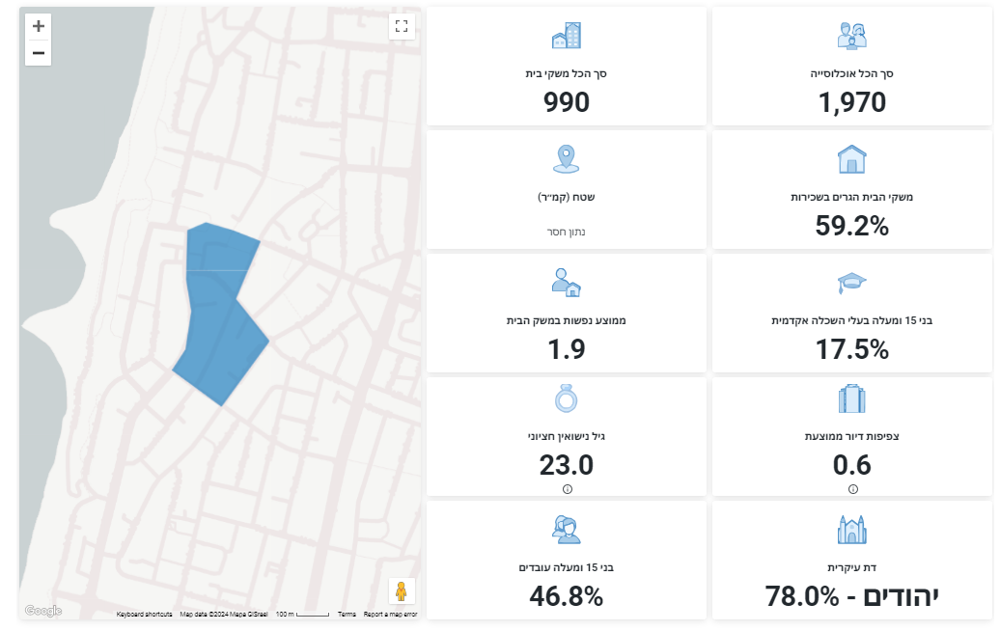 סך הכל אוכלוסייה
1,970
סך הכל משקי בית
990
משקי הבית הגרים בשכירות
59.2%
שטח (קמ״ר)
נתון חסר
בני 15 ומעלה בעלי השכלה אקדמית
17.5%
ממוצע נפשות במשק הבית
1.9
צפיפות דיור ממוצעת
0.6
גיל נישואין חציוני
23.0
דת עיקרית
יהודים - 78.0%
בני 15 ומעלה עובדים
46.8%
+
−
Google
Keyboard shortcuts Map data ©2024 Mapa GISrael 100 m Terms Report a map error